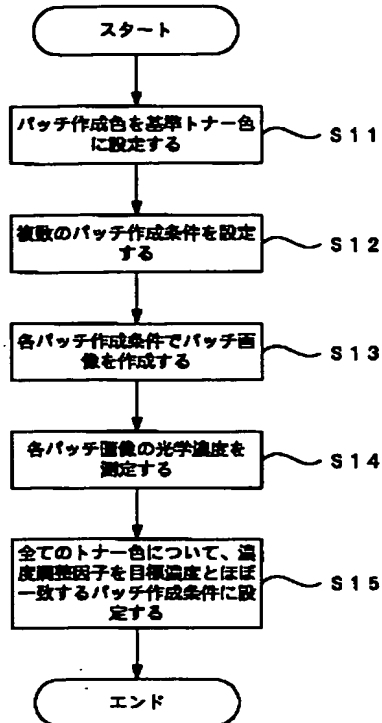 スタート
パッチ作成色を基準トナー色
に設定する
S11
複数のパッチ作成条件を設定
する
S12
各パッチ作成条件でパッチ画
像を作成する
S13
各パッチ画像の光学濃度を
測定する
S14
全てのトナー色について、濃
度調整因子を目標濃度とほぼ
一致するパッチ作成条件に設
定する
S15
エンド